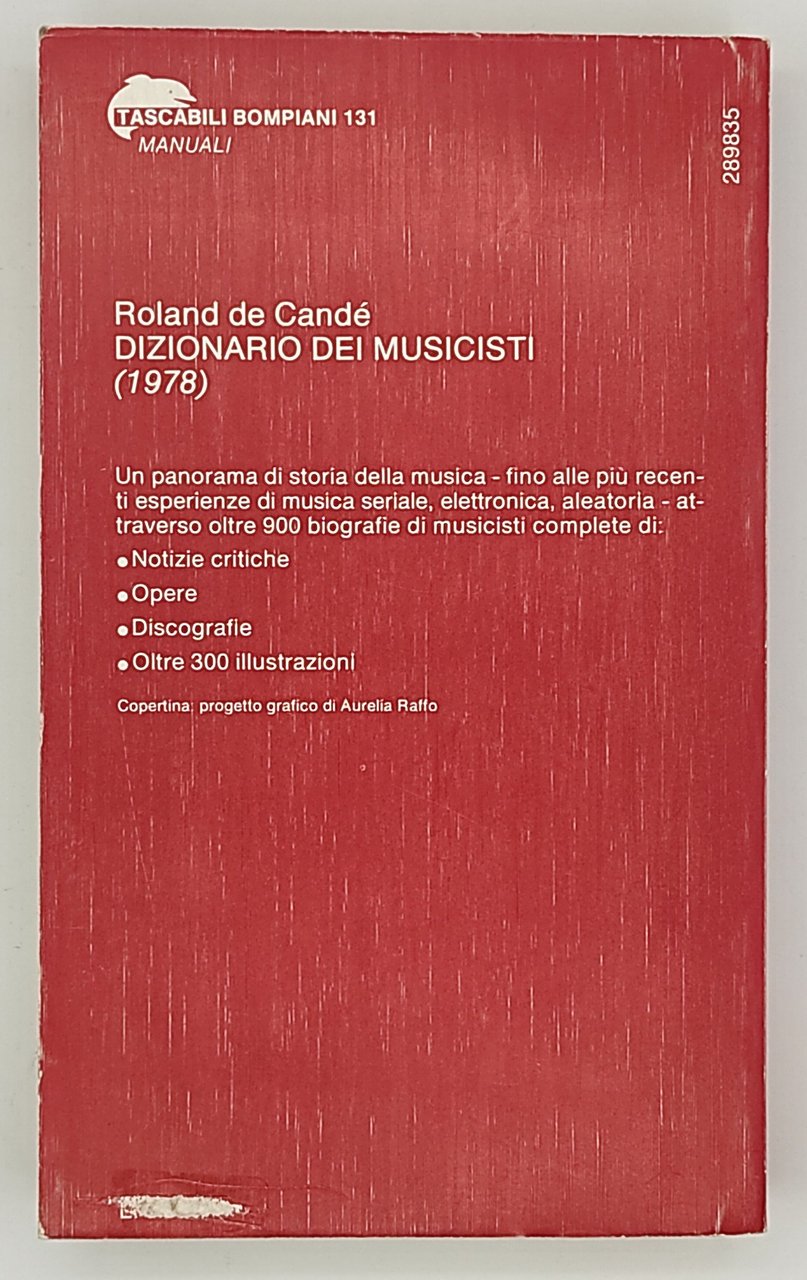 TASCABILI BOMPIANI 131
MANUALI
289835
Roland de Candé
DIZIONARIO DEI MUSICISTI
(1978)
Un panorama di storia della musica - fino alle più recen-
ti esperienze di musica seriale, elettronica, aleatoria - at-
traverso oltre 900 biografie di musicisti complete di:
• Notizie critiche
• Opere
• Discografie
• Oltre 300 illustrazioni
Copertina: progetto grafico di Aurelia Raffo